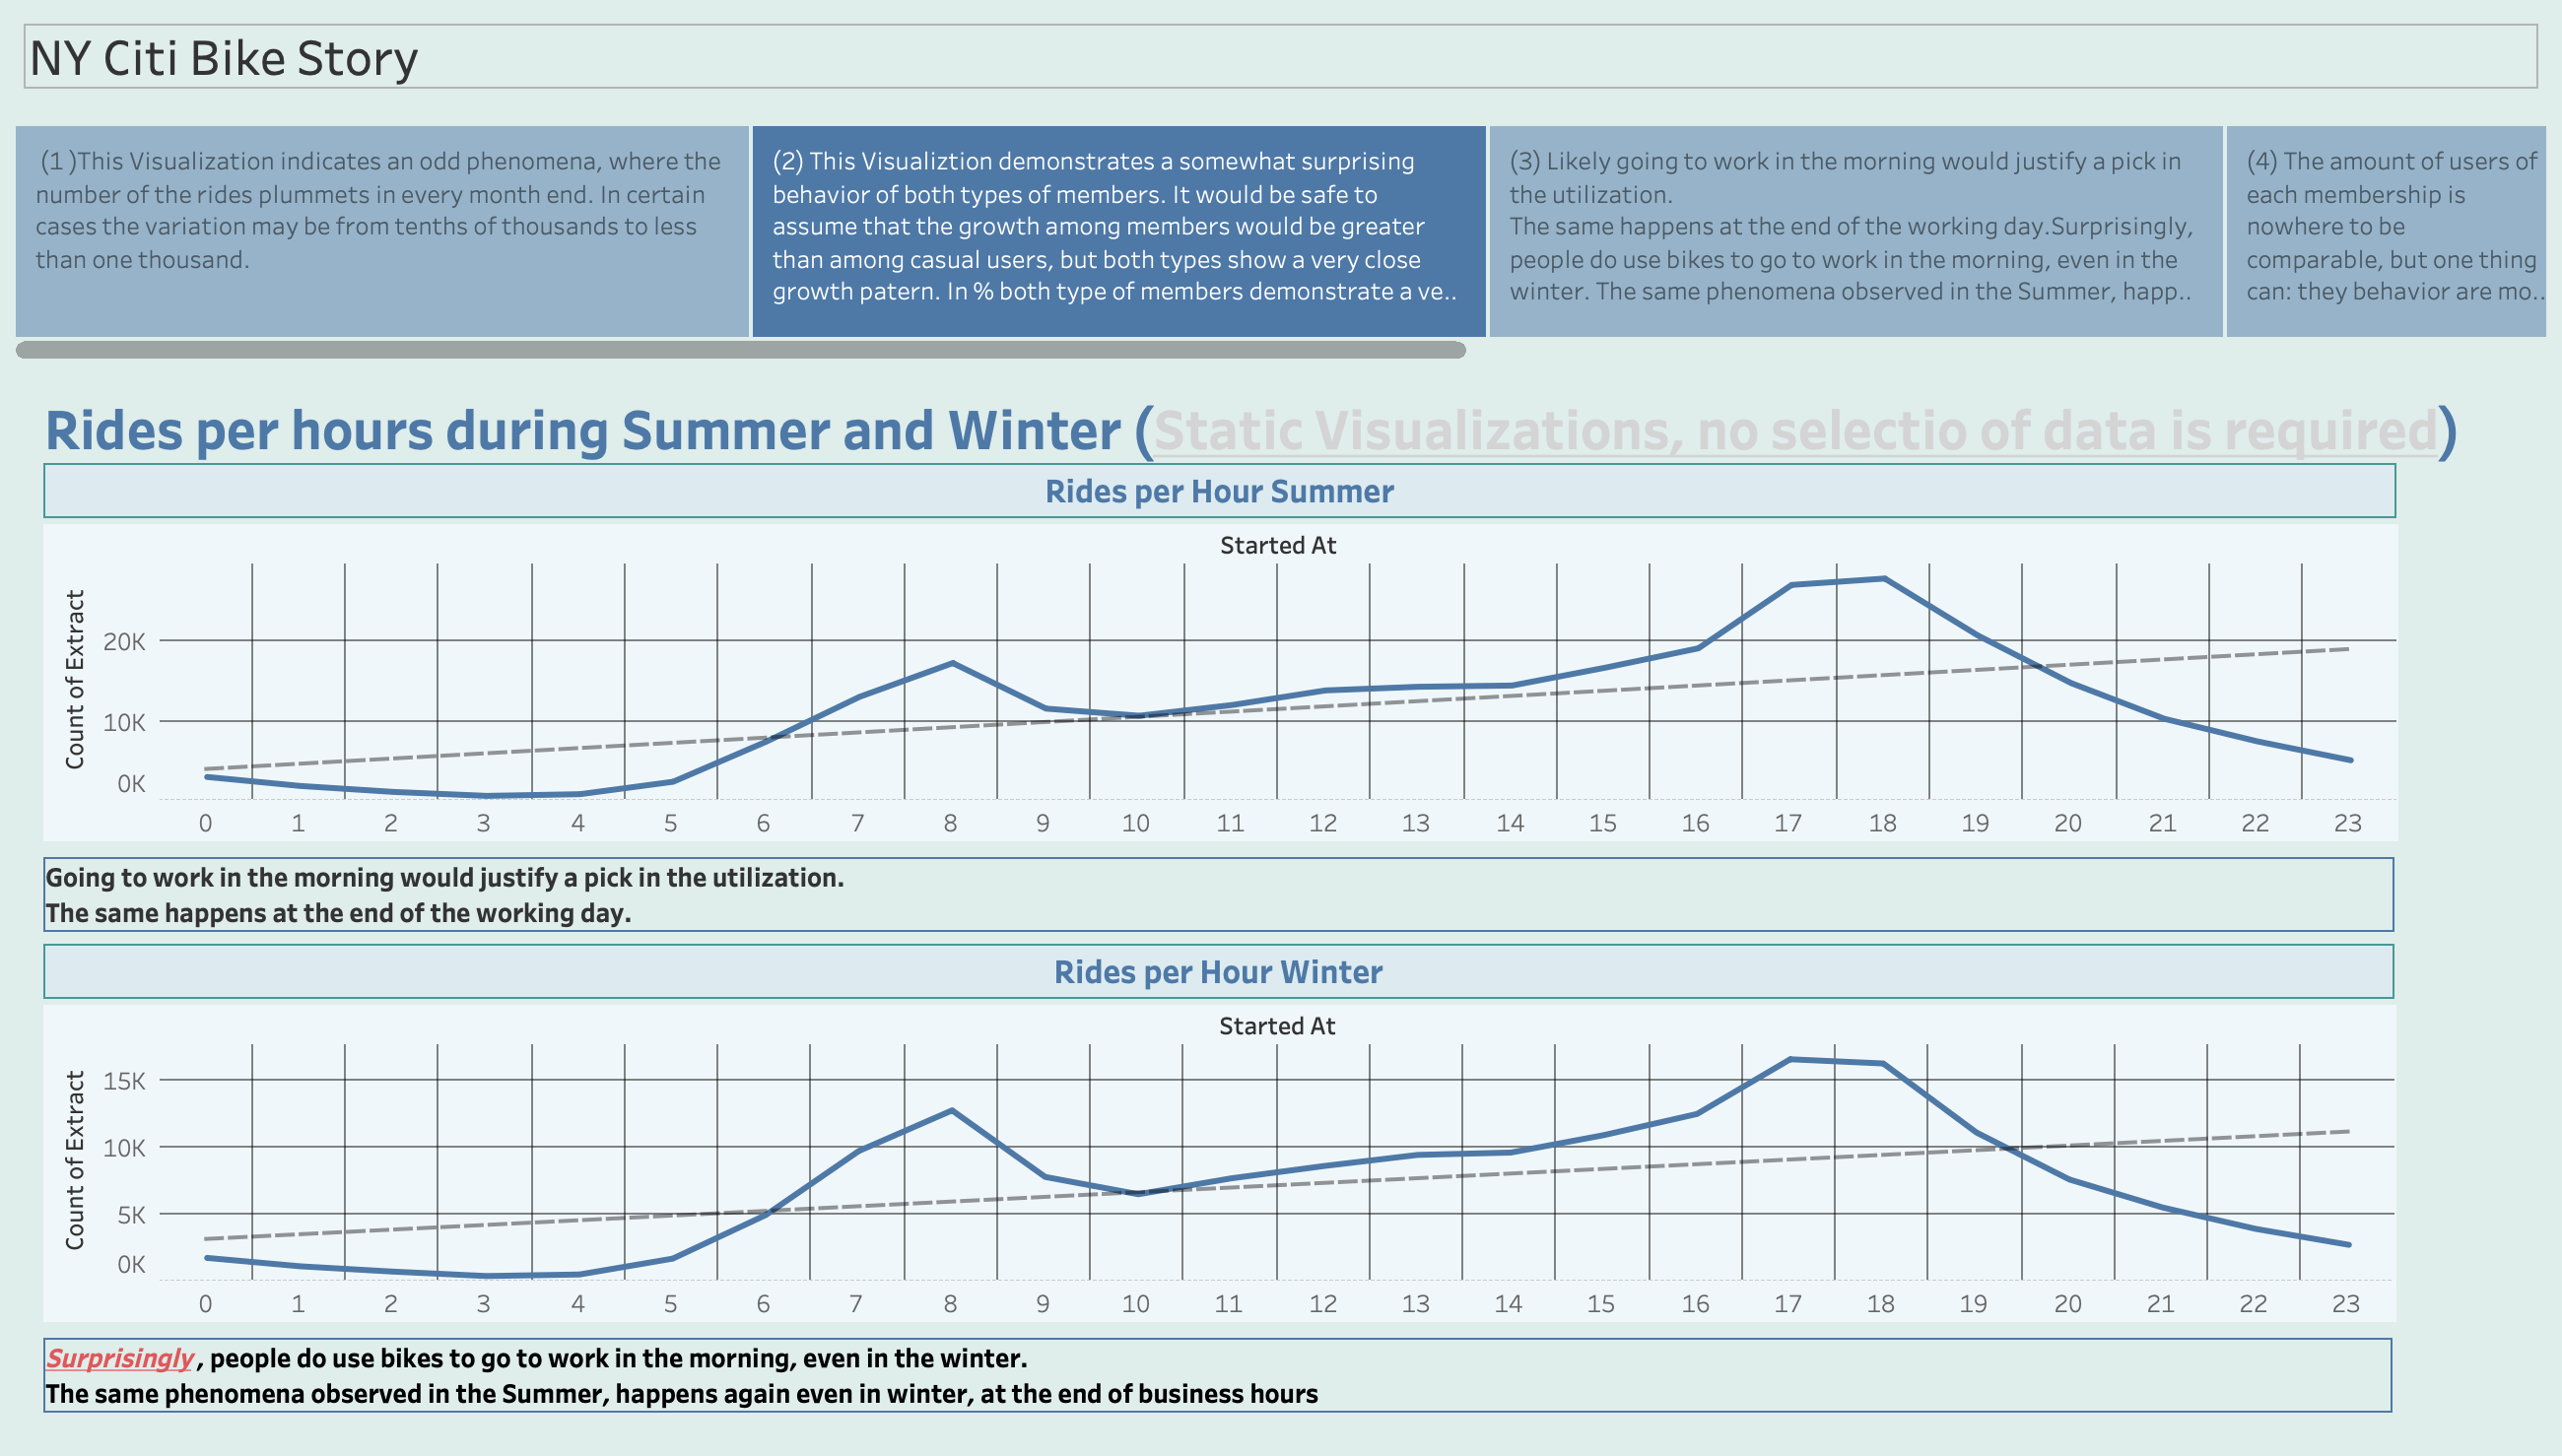 NY Citi Bike Story
(1 )This Visualization indicates an odd phenomena, where the
number of the rides plummets in every month end. In certain
cases the variation may be from tenths of thousands to less
than one thousand.
(2) This Visualiztion demonstrates a somewhat surprising
behavior of both types of members. It would be safe to
assume that the growth among members would be greater
than among casual users, but both types show a very close
growth patern. In % both type of members demonstrate a ve..
(3) Likely going to work in the morning would justify a pick in
the utilization.
The same happens at the end of the working day.Surprisingly,
people do use bikes to go to work in the morning, even in the
winter. The same phenomena observed in the Summer, happ..
(4) The amount of users of
each membership is
nowhere to be
comparable, but one thing
can: they behavior are mo..
Rides per hours during Summer and Winter (Static Visualizations, no selectio of data is required)
Rides per Hour Summer
Started At
Count of Extract
20K
10K
0K
0 1 2 3 4 5 6 7 8 9 10 11 12 13 14 15 16 17 18 19 20 21 22 23
Going to work in the morning would justify a pick in the utilization.
The same happens at the end of the working day.
Rides per Hour Winter
Started At
Count of Extract
15K
10K
5K
0K
0 1 2 3 4 5 6 7 8 9 10 11 12 13 14 15 16 17 18 19 20 21 22 23
Surprisingly, people do use bikes to go to work in the morning, even in the winter.
The same phenomena observed in the Summer, happens again even in winter, at the end of business hours